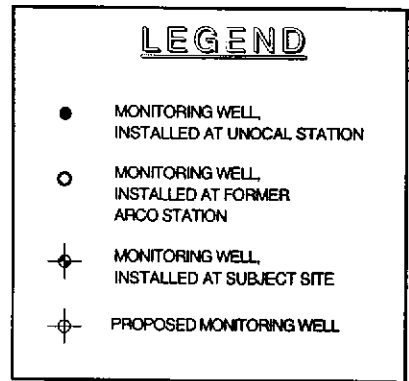 LEGEND
MONITORING WELL,
INSTALLED AT UNOCAL STATION
MONITORING WELL,
INSTALLED AT FORMER
ARCO STATION
MONITORING WELL,
INSTALLED AT SUBJECT SITE
PROPOSED MONITORING WELL